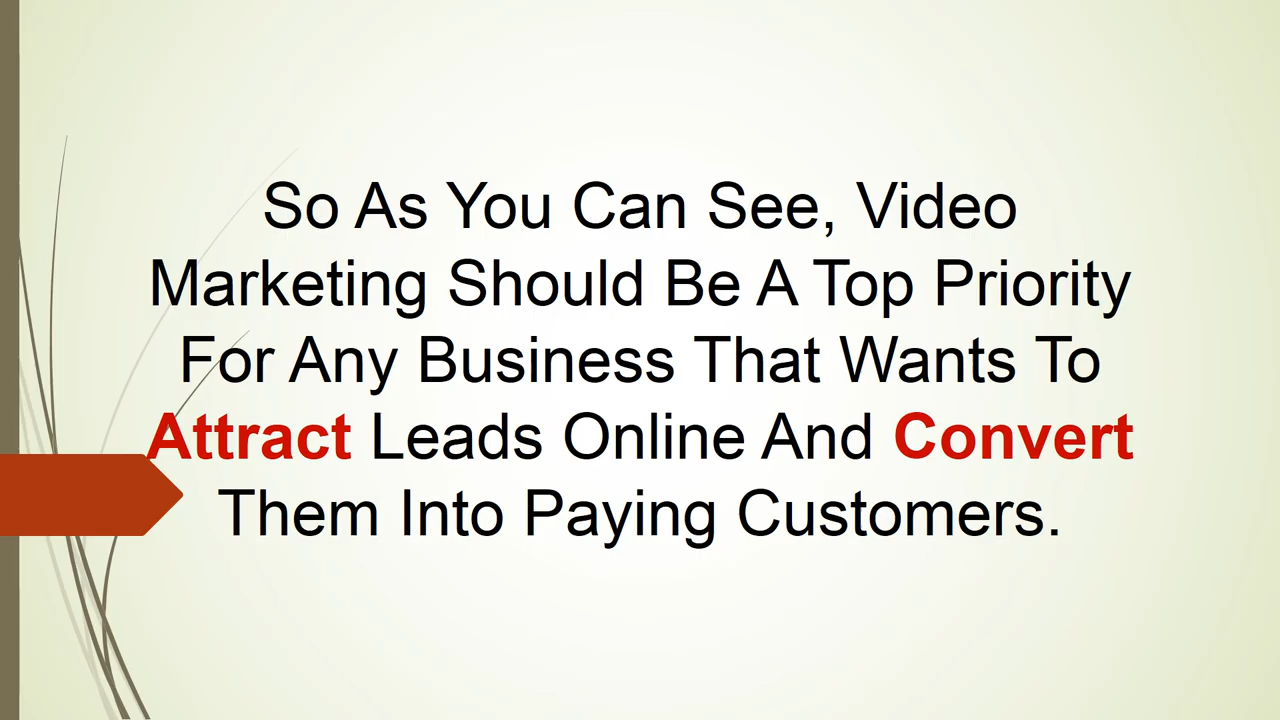 So As You Can See, Video
Marketing Should Be A Top Priority
For Any Business That Wants To
Attract Leads Online And Convert
Them Into Paying Customers.